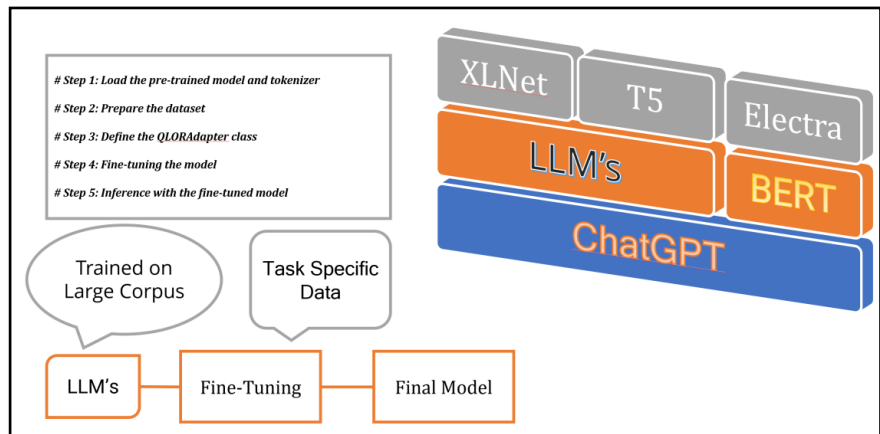 # Step 1: Load the pre-trained model and tokenizer
# Step 2: Prepare the dataset
# Step 3: Define the QLORAdapter class
# Step 4: Fine-tuning the model
# Step 5: Inference with the fine-tuned model
XLNet
T5
Electra
LLM's
BERT
ChatGPT
Trained on
Large Corpus
Task Specific
Data
LLM's
Fine-Tuning
Final Model